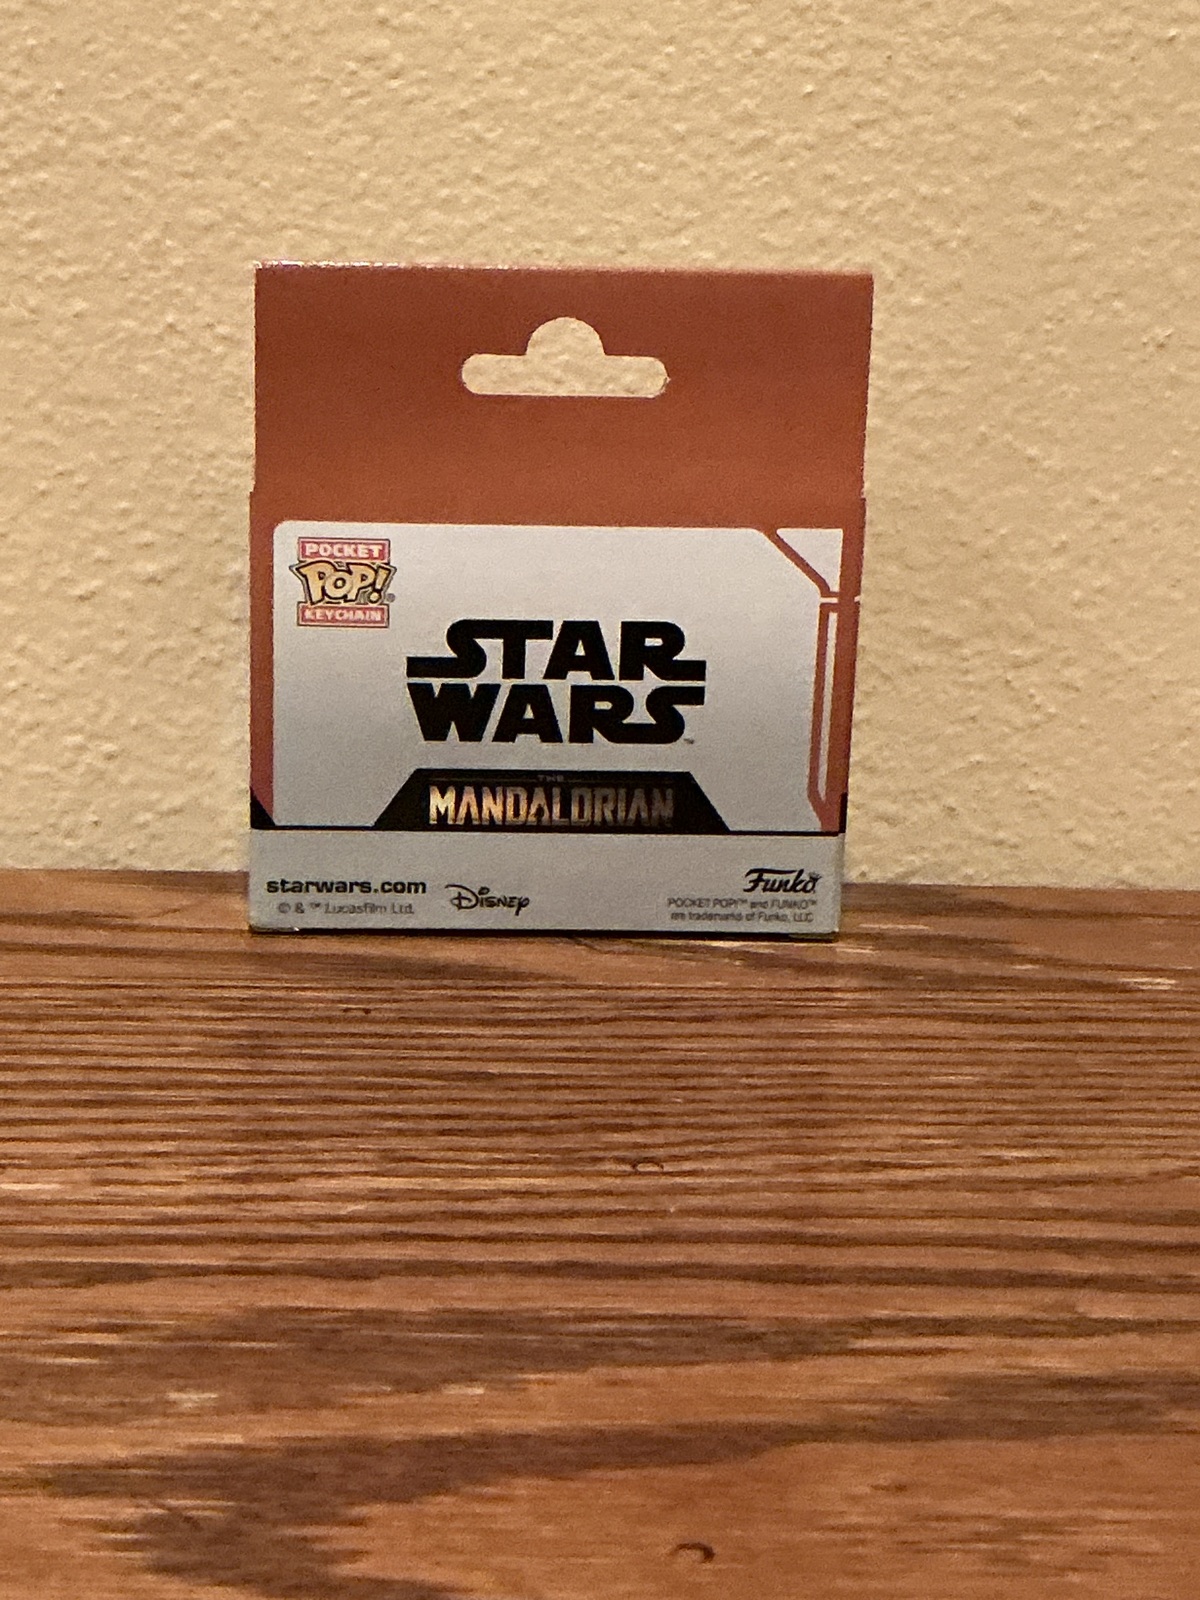 POCKET
POP!®
KEYCHAIN
STAR
WARS™
THE
MANDALORIAN
starwars.com
© & ™ Lucasfilm Ltd.
Disney
Funko
POCKET POP!™ and FUNKO™
are trademarks of Funko, LLC